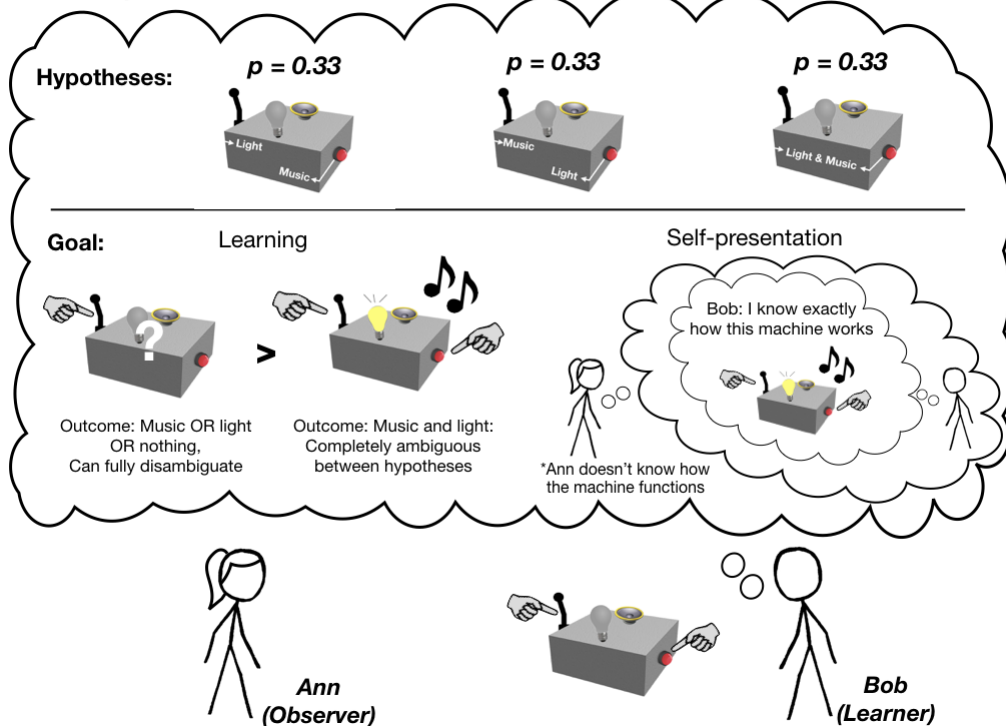 Hypotheses:
p = 0.33
p = 0.33
p = 0.33
Light
Music
Music
Light
Light & Music
Goal:
Learning
Self-presentation
?
>
Outcome: Music OR light
OR nothing,
Can fully disambiguate
Outcome: Music and light:
Completely ambiguous
between hypotheses
Bob: I know exactly
how this machine works
*Ann doesn't know how
the machine functions
Ann
(Observer)
Bob
(Learner)